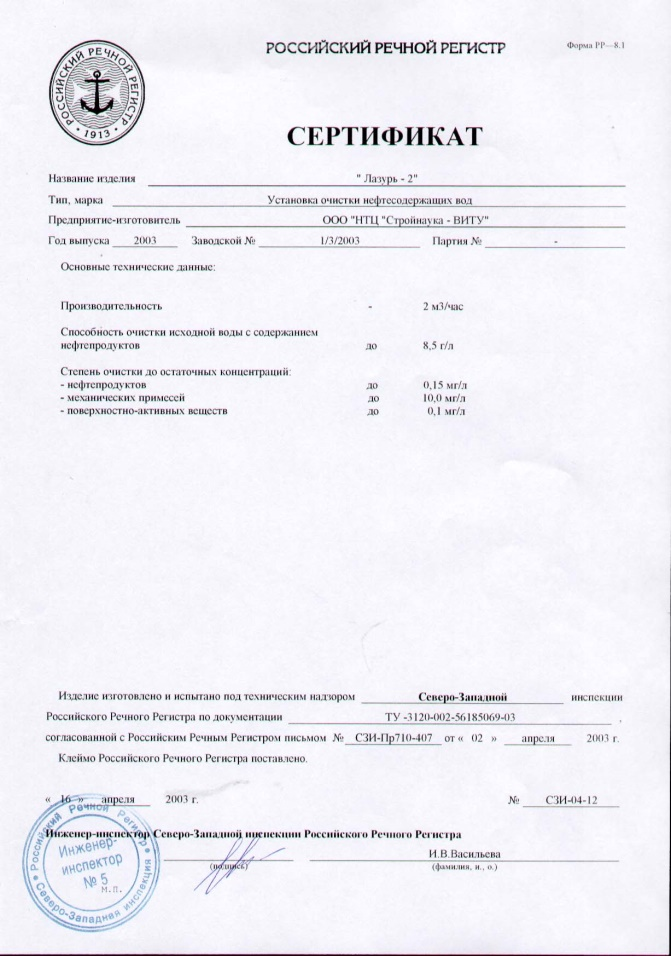 РОССИЙСКИЙ РЕЧНОЙ РЕГИСТР
Форма РР—8.1
РОССИЙСКИЙ РЕЧНОЙ РЕГИСТР
· 1913 ·
СЕРТИФИКАТ
Название изделия " Лазурь - 2"
Тип, марка Установка очистки нефтесодержащих вод
Предприятие-изготовитель ООО "НТЦ "Стройнаука - ВИТУ"
Год выпуска 2003 Заводской № 1/3/2003 Партия № -
Основные технические данные:
Производительность - 2 м3/час
Способность очистки исходной воды с содержанием
нефтепродуктов до 8,5 г/л
Степень очистки до остаточных концентраций:
- нефтепродуктов до 0,15 мг/л
- механических примесей до 10,0 мг/л
- поверхностно-активных веществ до 0,1 мг/л
Изделие изготовлено и испытано под техническим надзором Северо-Западной инспекции
Российского Речного Регистра по документации ТУ -3120-002-56185069-03 ,
согласованной с Российским Речным Регистром письмом № СЗИ-Пр710-407 от « 02 » апреля 2003 г.
Клеймо Российского Речного Регистра поставлено.
« 16 » апреля 2003 г. № СЗИ-04-12
Инженер-инспектор Северо-Западной инспекции Российского Речного Регистра
И.В.Васильева
(подпись) (фамилия, и., о.)
М.П.
Российский Речной Регистр
Северо-Западная инспекция
Инженер-
инспектор
№ 5